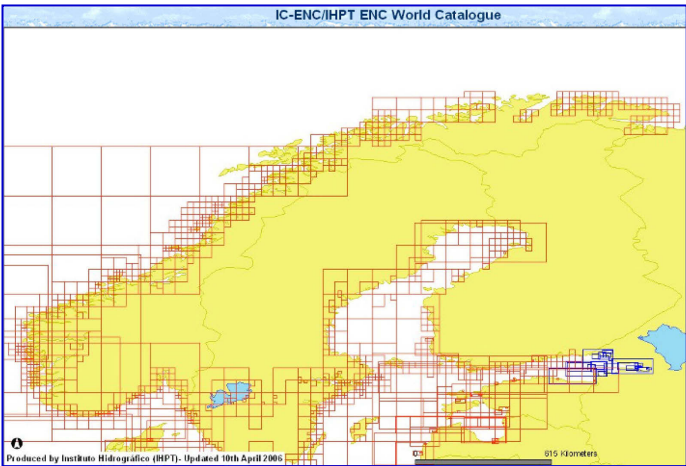 IC-ENC/IHPT ENC World Catalogue
Produced by Instituto Hidrográfico (IHPT)- Updated 10th April 2006
615 Kilometers